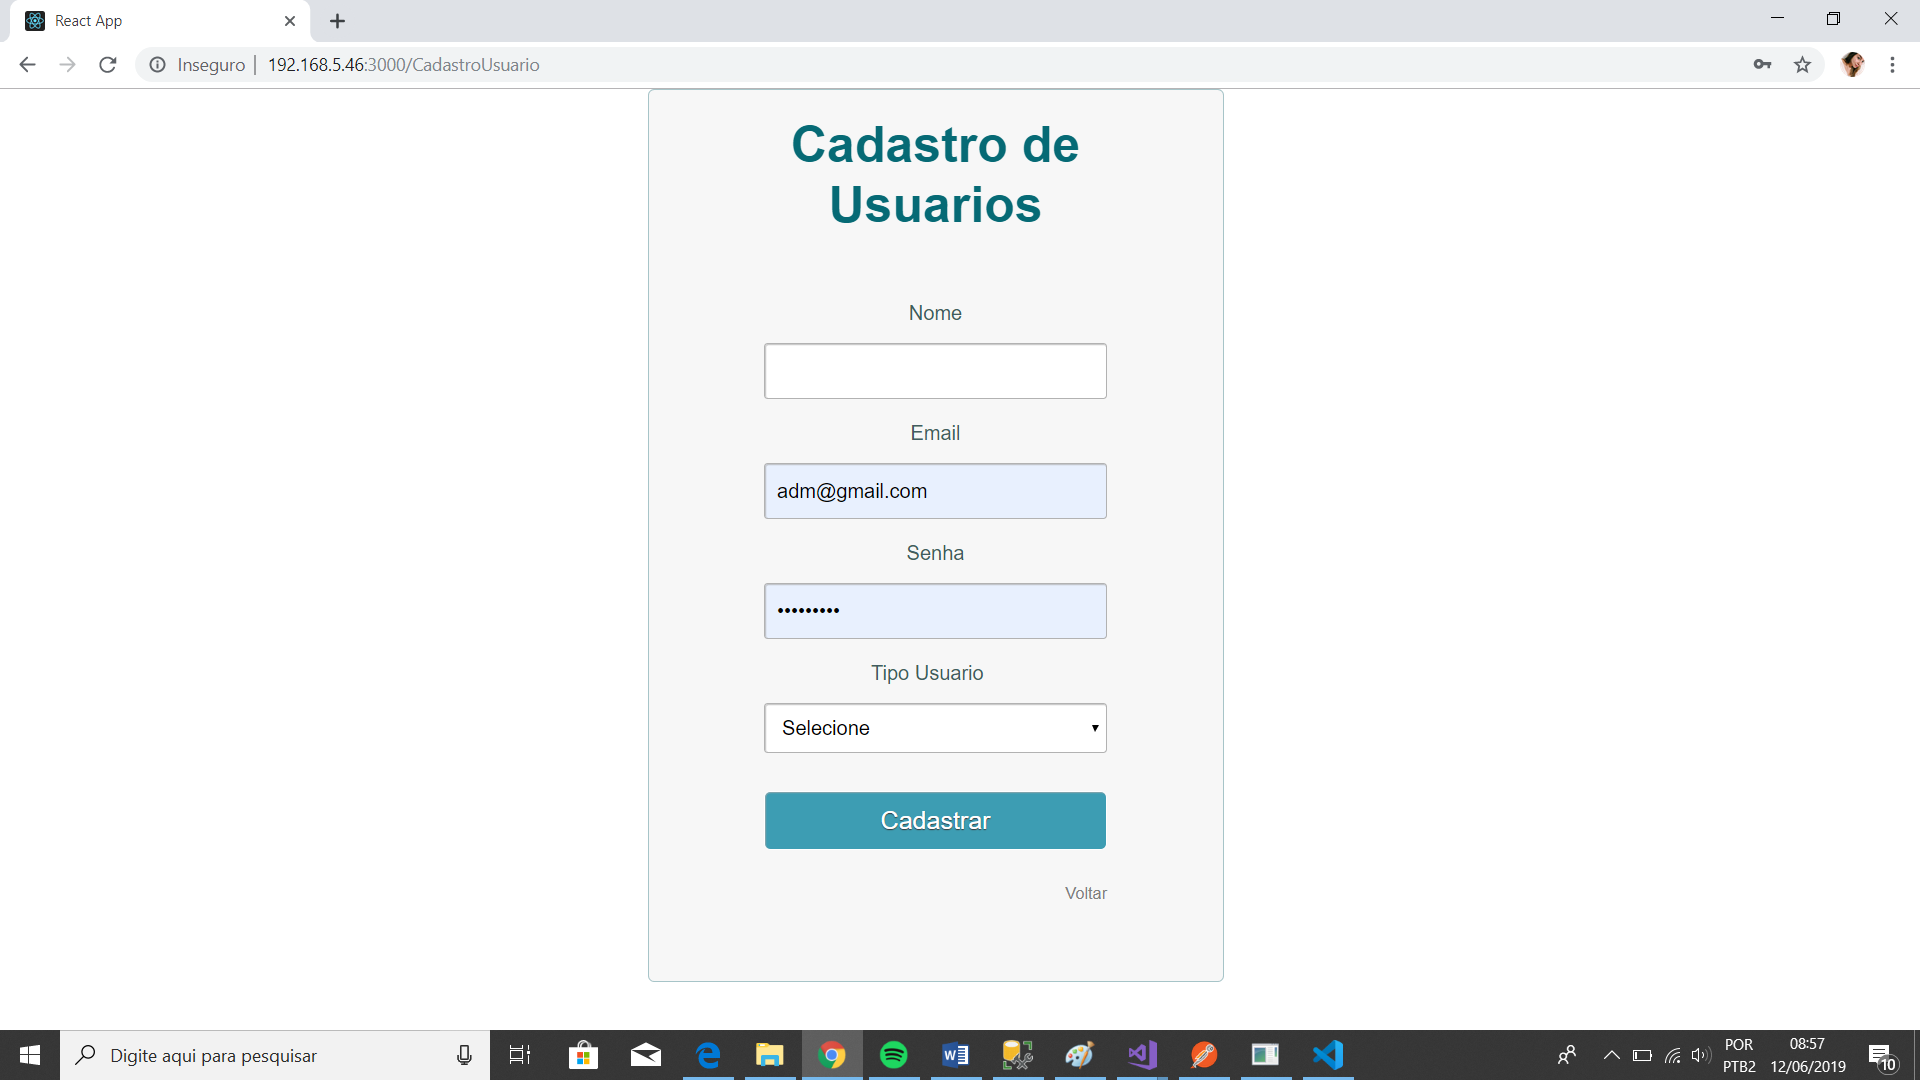 React App
Inseguro | 192.168.5.46:3000/CadastroUsuario
Cadastro de
Usuarios
Nome
Email
adm@gmail.com
Senha
•••••••••
Tipo Usuario
Selecione
Cadastrar
Voltar
Digite aqui para pesquisar
POR
PTB2
08:57
12/06/2019
10